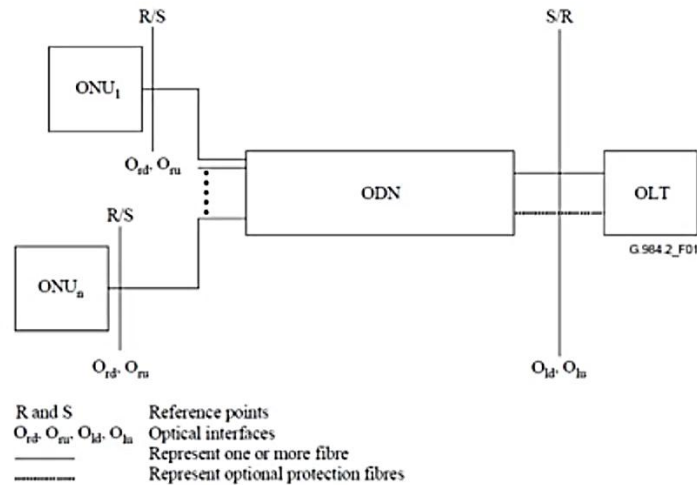 R/S
S/R
ONU1
ODN
OLT
Ord, Oru
R/S
G.984.2_F01
ONUn
Ord, Oru
Old, Olu
R and S Reference points
Ord, Oru, Old, Olu Optical interfaces
Represent one or more fibre
Represent optional protection fibres